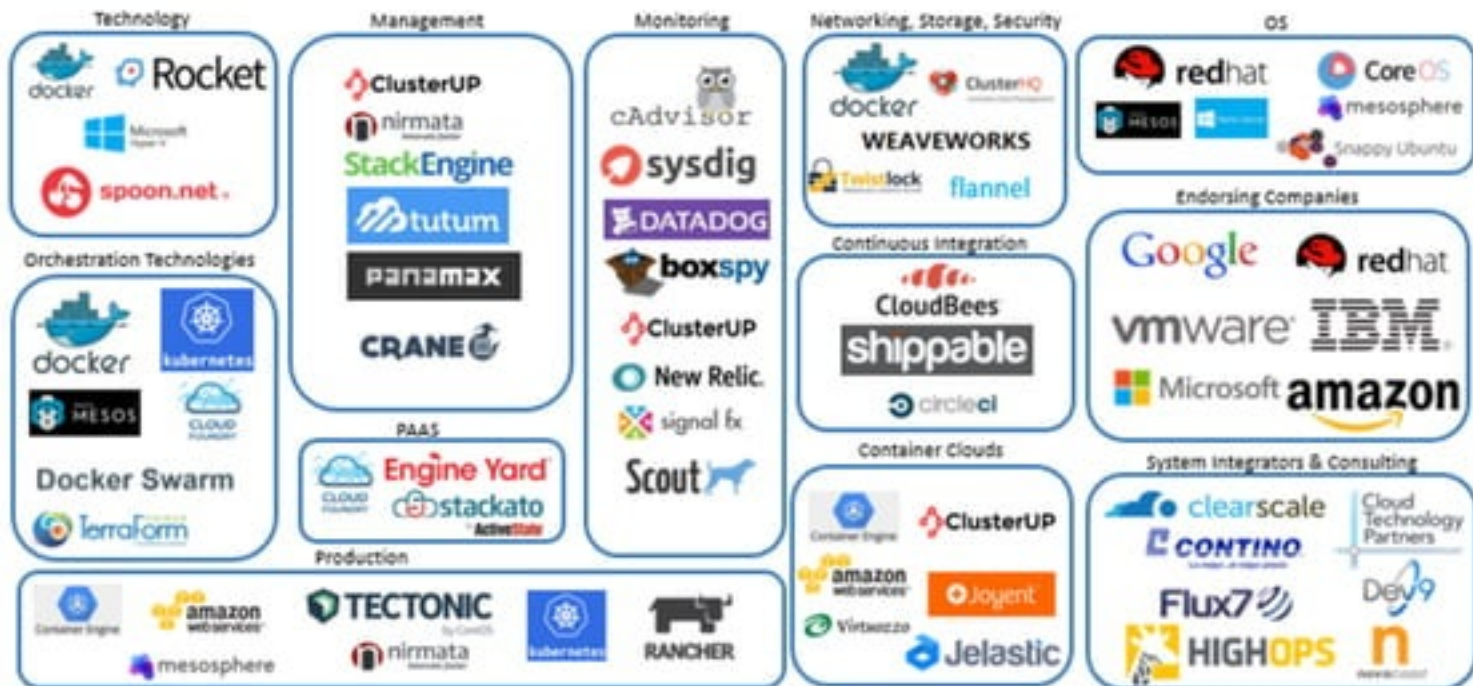 Technology
docker
Rocket
Microsoft
Hyper-V
spoon.net
Management
ClusterUP
nirmata
StackEngine
tutum
panamax
CRANE
Monitoring
cAdvisor
sysdig
DATADOG
boxspy
ClusterUP
New Relic.
signal fx
Scout
Networking, Storage, Security
docker
ClusterHQ
WEAVEWORKS
Twistlock
flannel
OS
redhat
CoreOS
MESOS
mesosphere
Snappy Ubuntu
Orchestration Technologies
docker
kubernetes
MESOS
CLOUD
FOUNDRY
Docker Swarm
TerraForm
PAAS
CLOUD
FOUNDRY
Engine Yard
stackato
by ActiveState
Continuous Integration
CloudBees
shippable
circleci
Endorsing Companies
Google
redhat
vmware
IBM
Microsoft
amazon
Production
Container Engine
amazon
webservices
TECTONIC
by CoreOS
kubernetes
RANCHER
mesosphere
nirmata
Container Clouds
Container Engine
ClusterUP
amazon
webservices
Joyent
Virtuozzo
Jelastic
System Integrators & Consulting
clearscale
Cloud
Technology
Partners
CONTINO
Flux7
Dev9
HIGHOPS